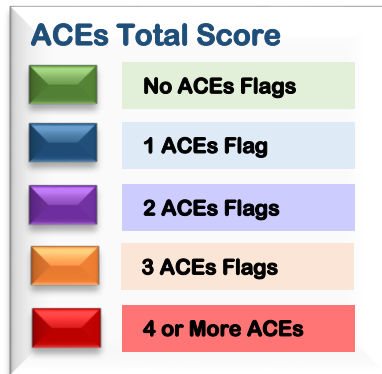 ACEs Total Score
No ACEs Flags
1 ACEs Flag
2 ACEs Flags
3 ACEs Flags
4 or More ACEs